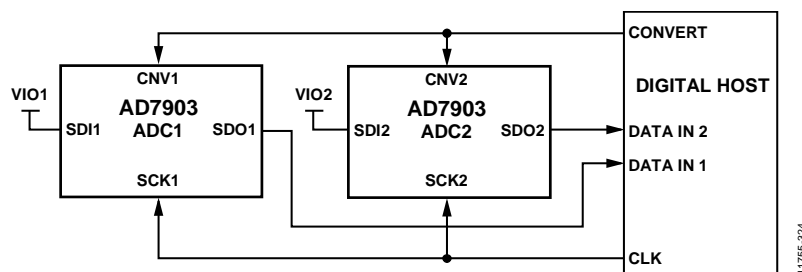 CONVERT
CNV1
CNV2
DIGITAL HOST
VIO1
VIO2
AD7903
AD7903
SDI1
ADC1
SDO1
SDI2
ADC2
SDO2
DATA IN 2
DATA IN 1
SCK1
SCK2
CLK